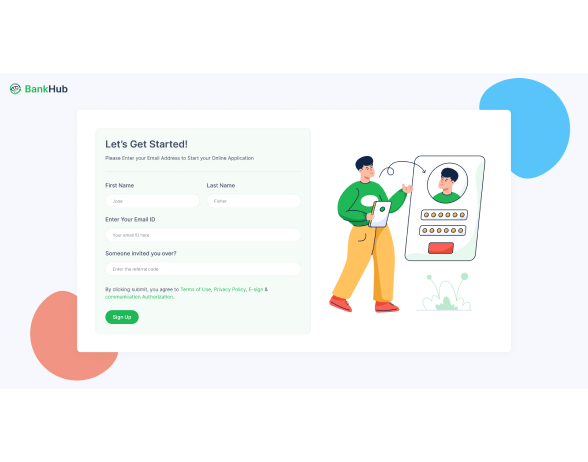 BankHub
Let's Get Started!
Please Enter your Email Address to Start your Online Application
First Name
Last Name
Jone
Fisher
Enter Your Email ID
Your email ID here
Someone invited you over?
Enter the referral code
By clicking submit, you agree to Terms of Use, Privacy Policy, E-sign &
communication Authorization.
Sign Up